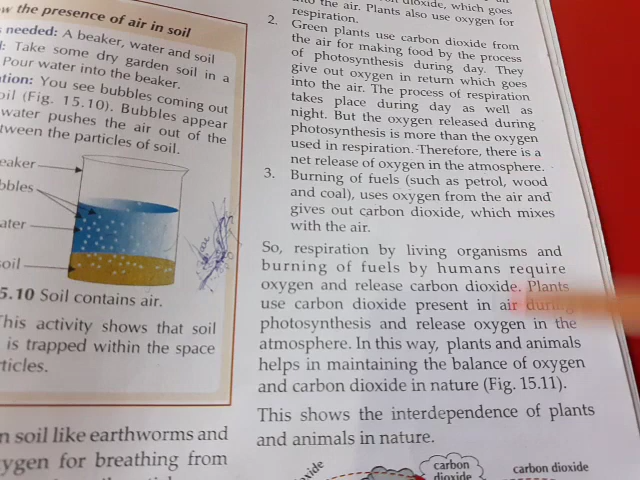 w the presence of air in soil
needed: A beaker, water and soil
Take some dry garden soil in a
Pour water into the beaker.
You see bubbles coming out
(Fig. 15.10). Bubbles appear
water pushes the air out of the
tween the particles of soil.
eaker
bbles
ater
soil
5.10 Soil contains air.
This activity shows that soil
is trapped within the space
ticles.
n soil like earthworms and
ygen for breathing from
dioxide, which goes
into the air. Plants also use oxygen for
respiration.
2. Green plants use carbon dioxide from
the air for making food by the process
of photosynthesis during day. They
give out oxygen in return which goes
into the air. The process of respiration
takes place during day as well as
night. But the oxygen released during
photosynthesis is more than the oxygen
used in respiration. Therefore, there is a
net release of oxygen in the atmosphere.
3. Burning of fuels (such as petrol, wood
and coal), uses oxygen from the air and
gives out carbon dioxide, which mixes
with the air.
So, respiration by living organisms and
burning of fuels by humans require
oxygen and release carbon dioxide. Plants
use carbon dioxide present in air during
photosynthesis and release oxygen in the
atmosphere. In this way, plants and animals
helps in maintaining the balance of oxygen
and carbon dioxide in nature (Fig. 15.11).
This shows the interdependence of plants
and animals in nature.
carbon
dioxide
carbon dioxide